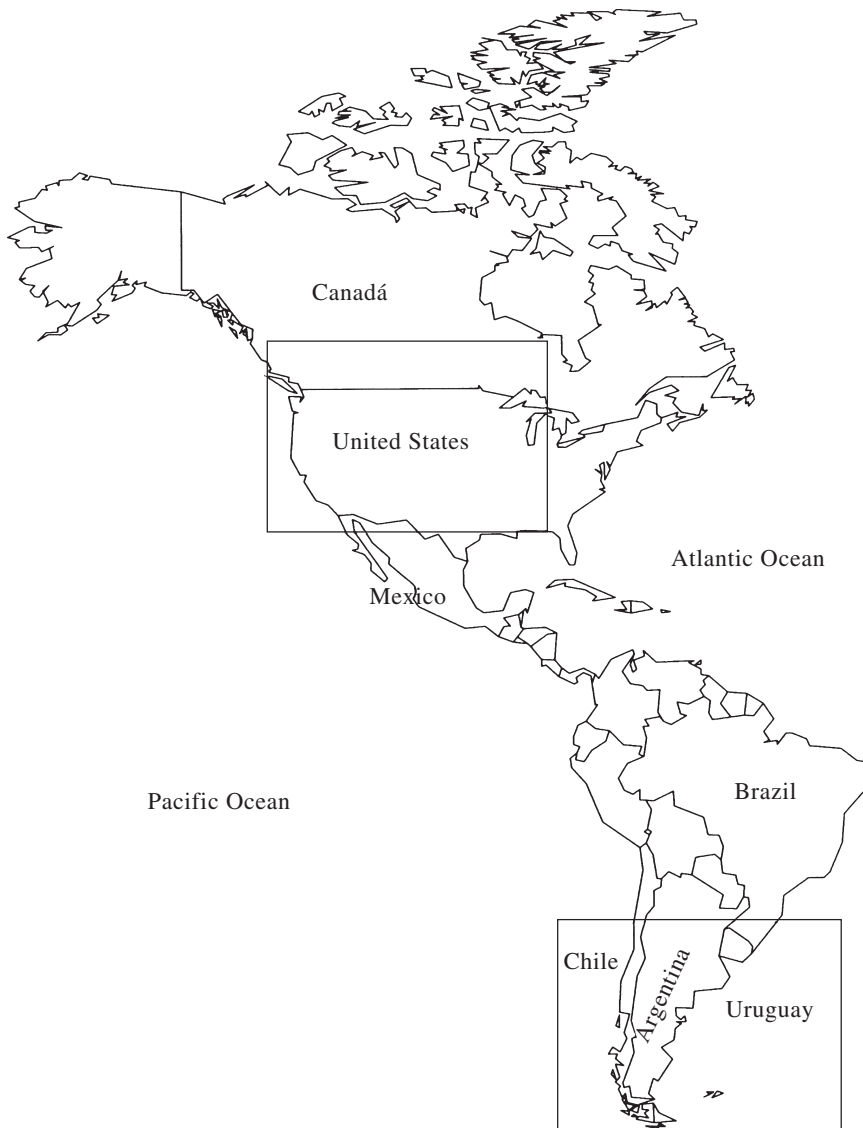 Canadá
United States
Atlantic Ocean
Mexico
Pacific Ocean
Brazil
Chile
Argentina
Uruguay